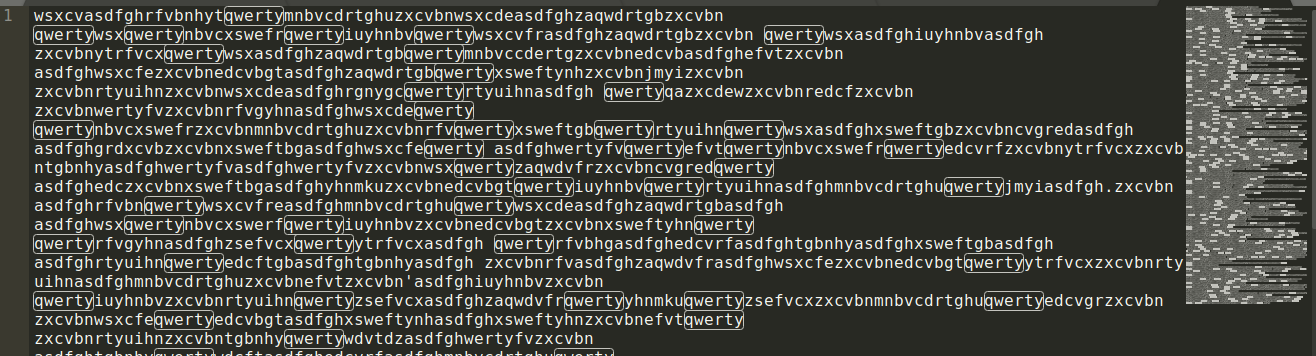 1
wsxcvasdfghrfvbnhytqwertymnbvcdrtghuzxcvbnwsxcdeasdfghzaqwdrtgbzxcvbn
qwertywsxqwertynbvcxswefrqwertyiuyhnbvqwertywsxcvfrasdfghzaqwdrtgbzxcvbn qwertywsxasdfghiuyhnbvasdfgh
zxcvbnytrfvcxqwertywsxasdfghzaqwdrtgbqwertymnbvccdertgzxcvbnedcvbasdfghefvtzxcvbn
asdfghwsxcfezxcvbnedcvbgtasdfghzaqwdrtgbqwertyxsweftynhzxcvbnjmyizxcvbn
zxcvbnrtyuihnzxcvbnwsxcdeasdfghrgnygcqwertyrtyuihnasdfgh qwertyqazxcdewzxcvbnredcfzxcvbn
zxcvbnwertyfvzxcvbnrfvgyhnasdfghwsxcdeqwerty
qwertynbvcxswefrzxcvbnmnbvcdrtghuzxcvbnrfvqwertyxsweftgbqwertyrtyuihnqwertywsxasdfghxsweftgbzxcvbncvgredasdfgh
asdfghgrdxcvbzxcvbnxsweftbgasdfghwsxcfeqwerty asdfghwertyfvqwertyefvtqwertynbvcxswefrqwertyedcvrfzxcvbnytrfvcxzxcvb
ntgbnhyasdfghwertyfvasdfghwertyfvzxcvbnwsxqwertyzaqwdvfrzxcvbncvgredqwerty
asdfghedczxcvbnxsweftbgasdfghyhnmkuzxcvbnedcvbgtqwertyiuyhnbvqwertyrtyuihnasdfghmnbvcdrtghuqwertyjmyiasdfgh.zxcvbn
asdfghrfvbnqwertywsxcvfreasdfghmnbvcdrtghuqwertywsxcdeasdfghzaqwdrtgbasdfgh
asdfghwsxqwertynbvcxswerfqwertyiuyhnbvzxcvbnedcvbgtzxcvbnxsweftyhnqwerty
qwertyrfvgyhnasdfghzsefvcxqwertyytrfvcxasdfgh qwertyrfvbhgasdfghedcvrfasdfghtgbnhyasdfghxsweftgbasdfgh
asdfghrtyuihnqwertyedcftgbasdfghtgbnhyasdfgh zxcvbnrfvasdfghzaqwdvfrasdfghwsxcfezxcvbnedcvbgtqwertyytrfvcxzxcvbnrty
uihnasdfghmnbvcdrtghuzxcvbnefvtzxcvbn'asdfghiuyhnbvzxcvbn
qwertyiuyhnbvzxcvbnrtyuihnqwertyzsefvcxasdfghzaqwdvfrqwertyyhnmkuqwertyzsefvcxzxcvbnmnbvcdrtghuqwertyedcvgrzxcvbn
zxcvbnwsxcfeqwertyedcvbgtasdfghxsweftynhasdfghxsweftyhnzxcvbnefvtqwerty
zxcvbnrtyuihnzxcvbntgbnhyqwertywdvtdzasdfghwertyfvzxcvbn